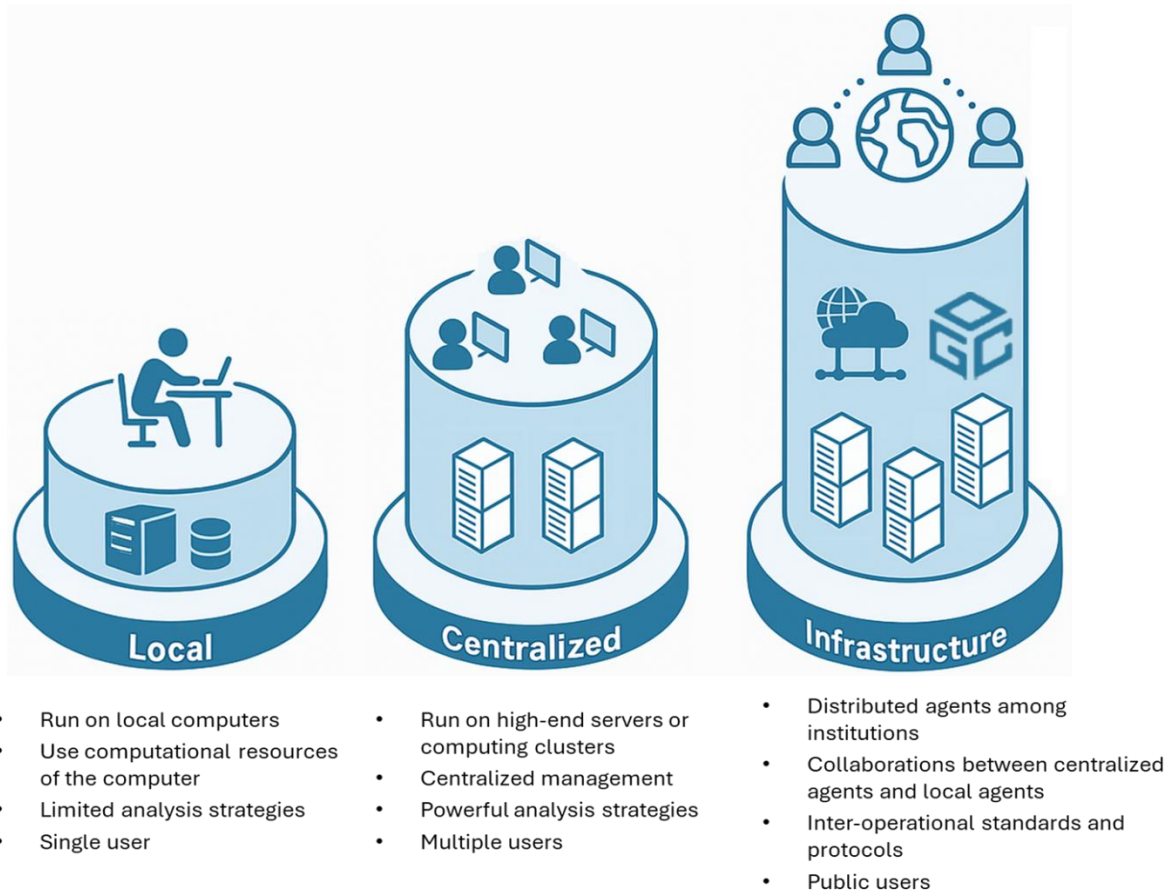 OGC
Local
Centralized
Infrastructure
• Run on local computers
• Use computational resources
of the computer
• Limited analysis strategies
• Single user
• Run on high-end servers or
computing clusters
• Centralized management
• Powerful analysis strategies
• Multiple users
• Distributed agents among
institutions
• Collaborations between centralized
agents and local agents
• Inter-operational standards and
protocols
• Public users